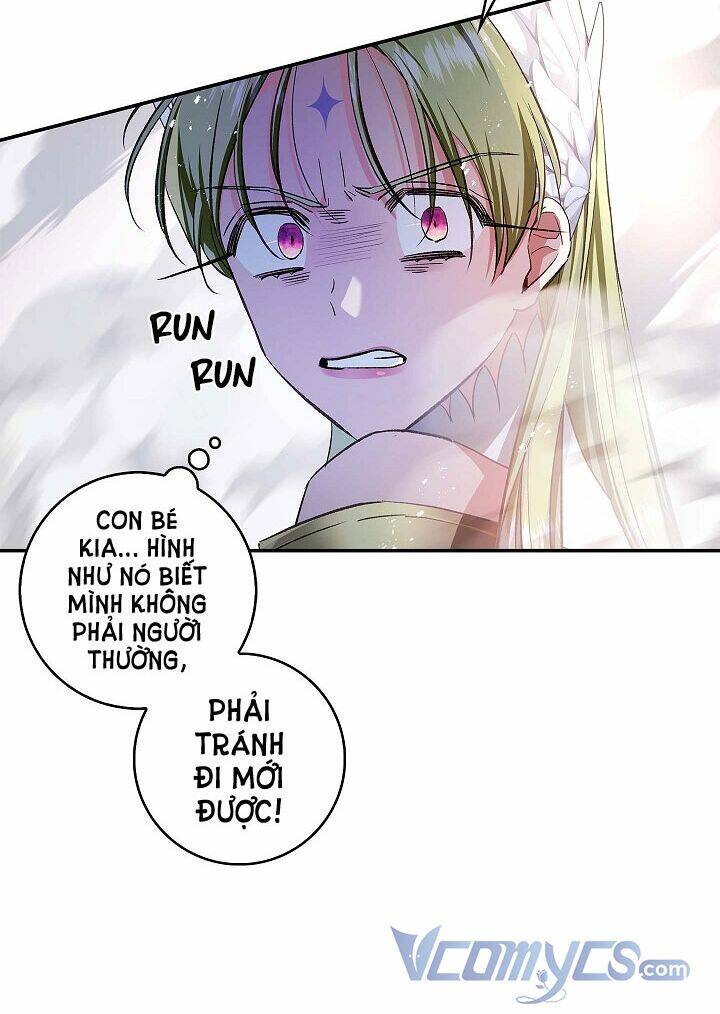 RUN
RUN
CON BÉ
KIA... HÌNH
NHƯ NÓ BIẾT
MÌNH KHÔNG
PHẢI NGƯỜI
THƯỜNG,
PHẢI
TRÁNH
ĐI MỚI
ĐƯỢC!
VCOMYCS.com